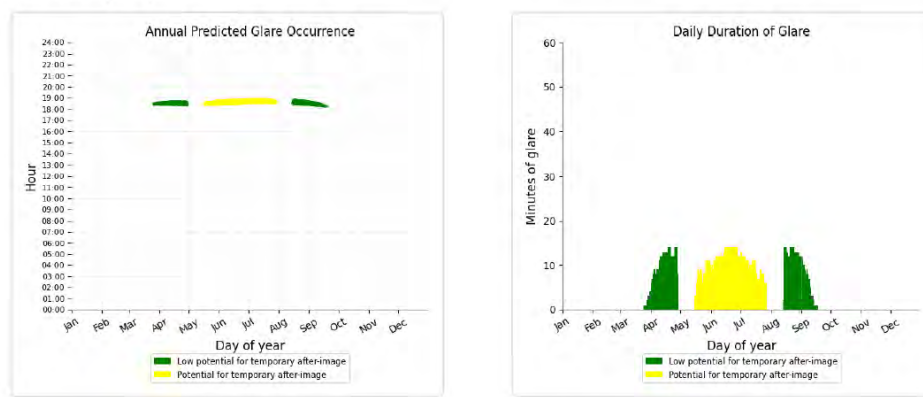 Annual Predicted Glare Occurrence
24:00
23:00
22:00
21:00
20:00
19:00
18:00
17:00
16:00
15:00
14:00
13:00
12:00
11:00
10:00
09:00
08:00
07:00
06:00
05:00
04:00
03:00
02:00
01:00
00:00
Hour
Jan Feb Mar Apr May Jun Jul Aug Sep Oct Nov Dec
Day of year
Low potential for temporary after-image
Potential for temporary after-image
Daily Duration of Glare
60
50
40
30
20
10
0
Minutes of glare
Jan Feb Mar Apr May Jun Jul Aug Sep Oct Nov Dec
Day of year
Low potential for temporary after-image
Potential for temporary after-image